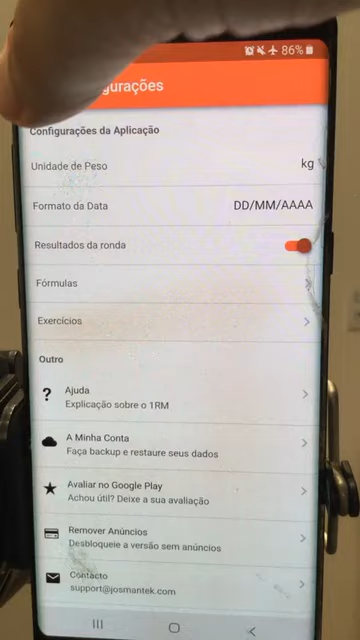 86%
gurações
Configurações da Aplicação
Unidade de Peso
kg
Formato da Data
DD/MM/AAAA
Resultados da ronda
Fórmulas
Exercícios
Outro
Ajuda
Explicação sobre o 1RM
A Minha Conta
Faça backup e restaure seus dados
Avaliar no Google Play
Achou útil? Deixe a sua avaliação
Remover Anúncios
Desbloqueie a versão sem anúncios
Contacto
support@josmantek.com